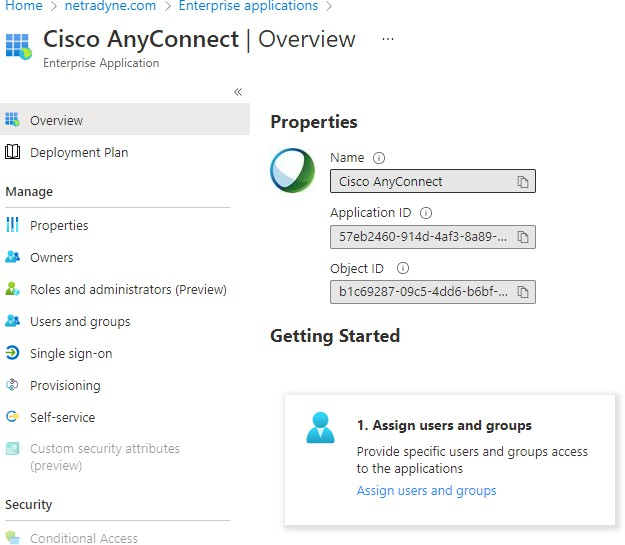 Home > netradyne.com > Enterprise applications >
Cisco AnyConnect | Overview ...
Enterprise Application
«
Overview
Deployment Plan
Manage
Properties
Owners
Roles and administrators (Preview)
Users and groups
Single sign-on
Provisioning
Self-service
Custom security attributes
(preview)
Security
Conditional Access
Properties
Name
Cisco AnyConnect
Application ID
57eb2460-914d-4af3-8a89-...
Object ID
b1c69287-09c5-4dd6-b6bf-...
Getting Started
1. Assign users and groups
Provide specific users and groups access
to the applications
Assign users and groups